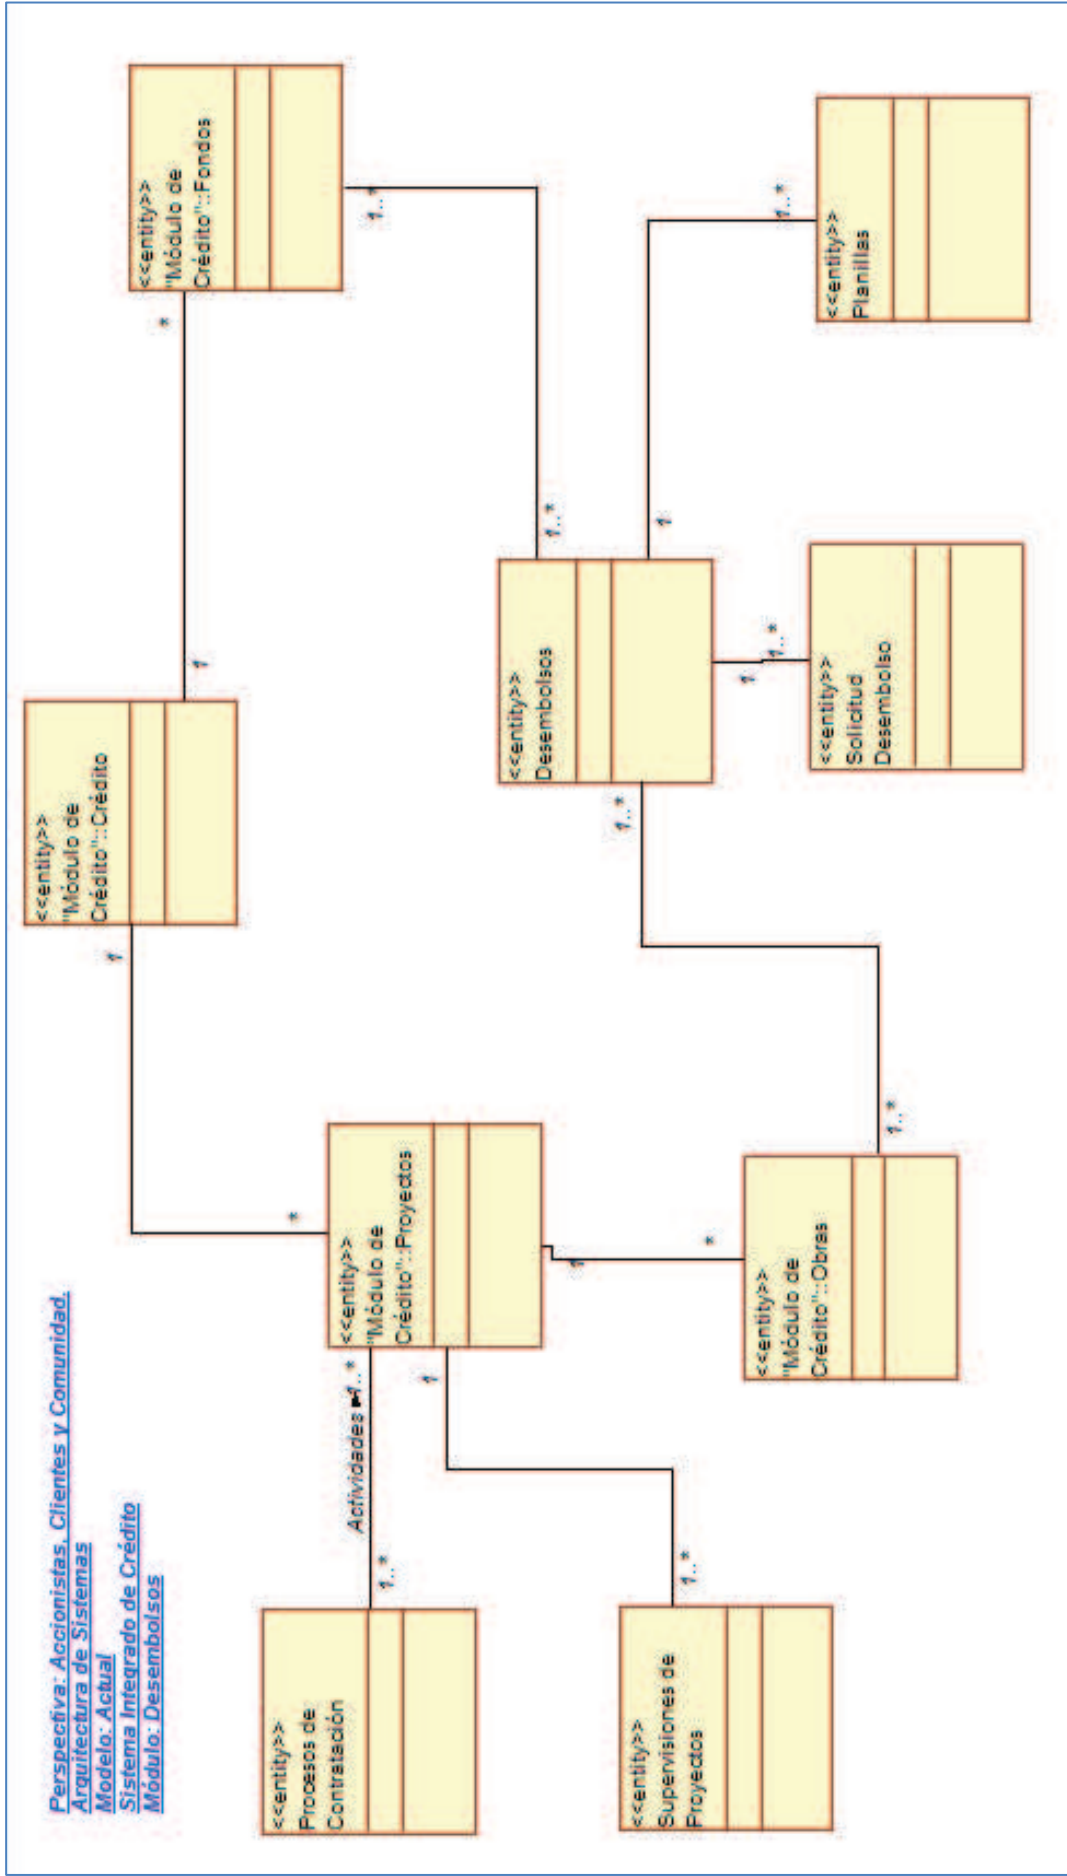 Perspectiva: Accionistas, Clientes y Comunidad.
Arquitectura de Sistemas
Modelo: Actual
Sistema Integrado de Crédito
Módulo: Desembolsos
<<entity>>
"Módulo de
Crédito"::Crédito
1
1
*
*
<<entity>>
"Módulo de
Crédito"::Fondos
1..*
<<entity>>
Procesos de
Contratación
1..*
Actividades ►
1..*
<<entity>>
"Módulo de
Crédito"::Proyectos
1
1
<<entity>>
Desembolsos
1..*
1
1
1..*
<<entity>>
Supervisiones de
Proyectos
1..*
<<entity>>
"Módulo de
Crédito"::Obras
*
1..*
<<entity>>
Solicitud
Desembolso
1..*
<<entity>>
Planillas
1..*